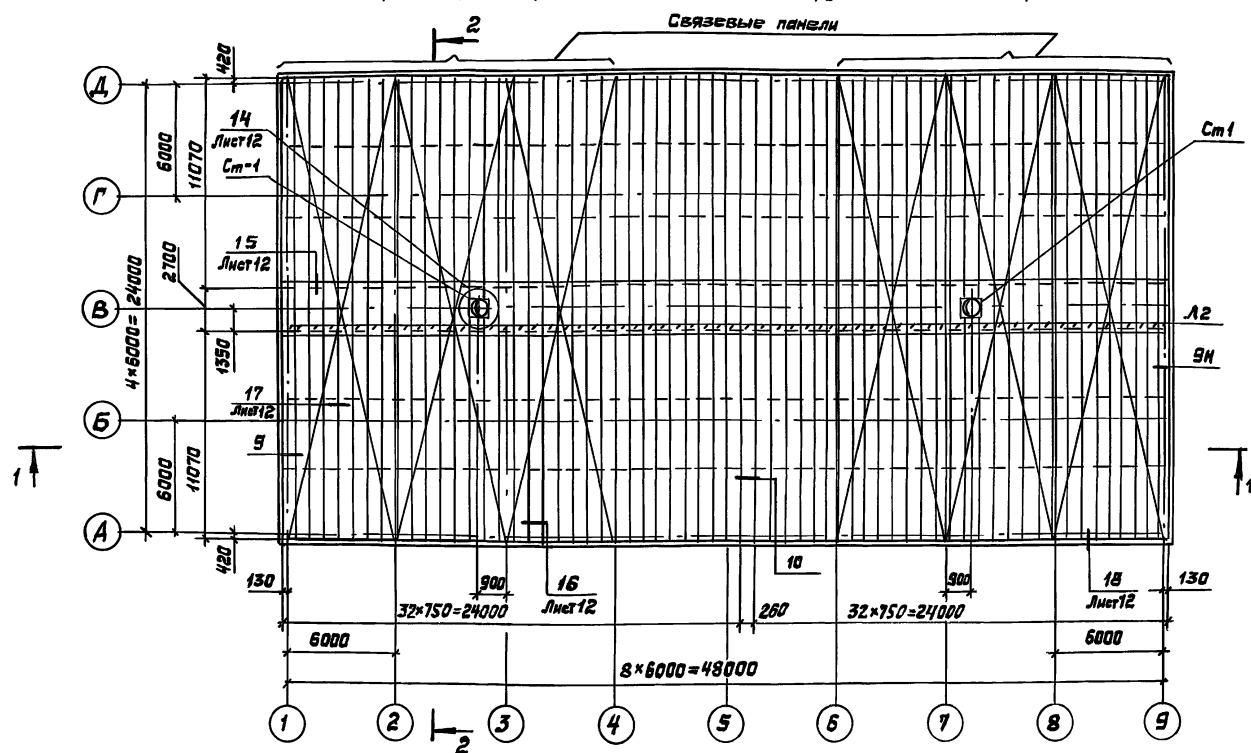 Связевые панели
2
420
Д
14
Лист12
Ст-1
Ст1
6000
11070
Г
15
Лист12
2700
4×6000=24000
В
Л2
1350
9н
17
Лист12
Б
9
1
1
6000
11070
А
420
10
130
900
16
Лист12
900
18
Лист12
130
32×750=24000
260
32×750=24000
6000
6000
8×6000=48000
1
2
3
4
5
6
7
8
9
2